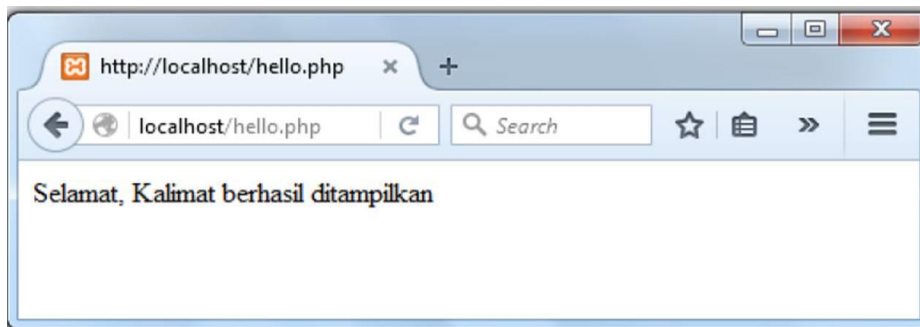 http://localhost/hello.php
localhost/hello.php
Search
Selamat, Kalimat berhasil ditampilkan